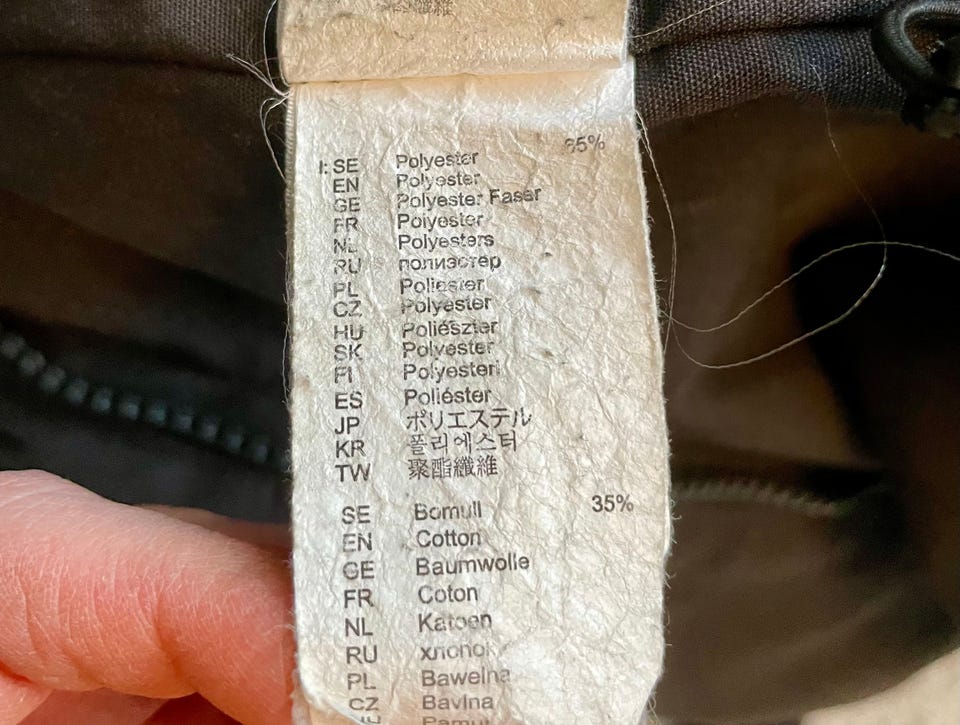 65%
I: SE Polyester
EN Polyester
GE Polyester Faser
FR Polyester
NL Polyesters
RU полиэстер
PL Poliester
CZ Polyester
HU Poliészter
SK Polyester
FI Polyesteri
ES Poliéster
JP ポリエステル
KR 폴리에스터
TW 聚酯纖維
SE Bomull 35%
EN Cotton
GE Baumwolle
FR Coton
NL Katoen
RU хлопок
PL Bawełna
CZ Bavlna
HU Pamut